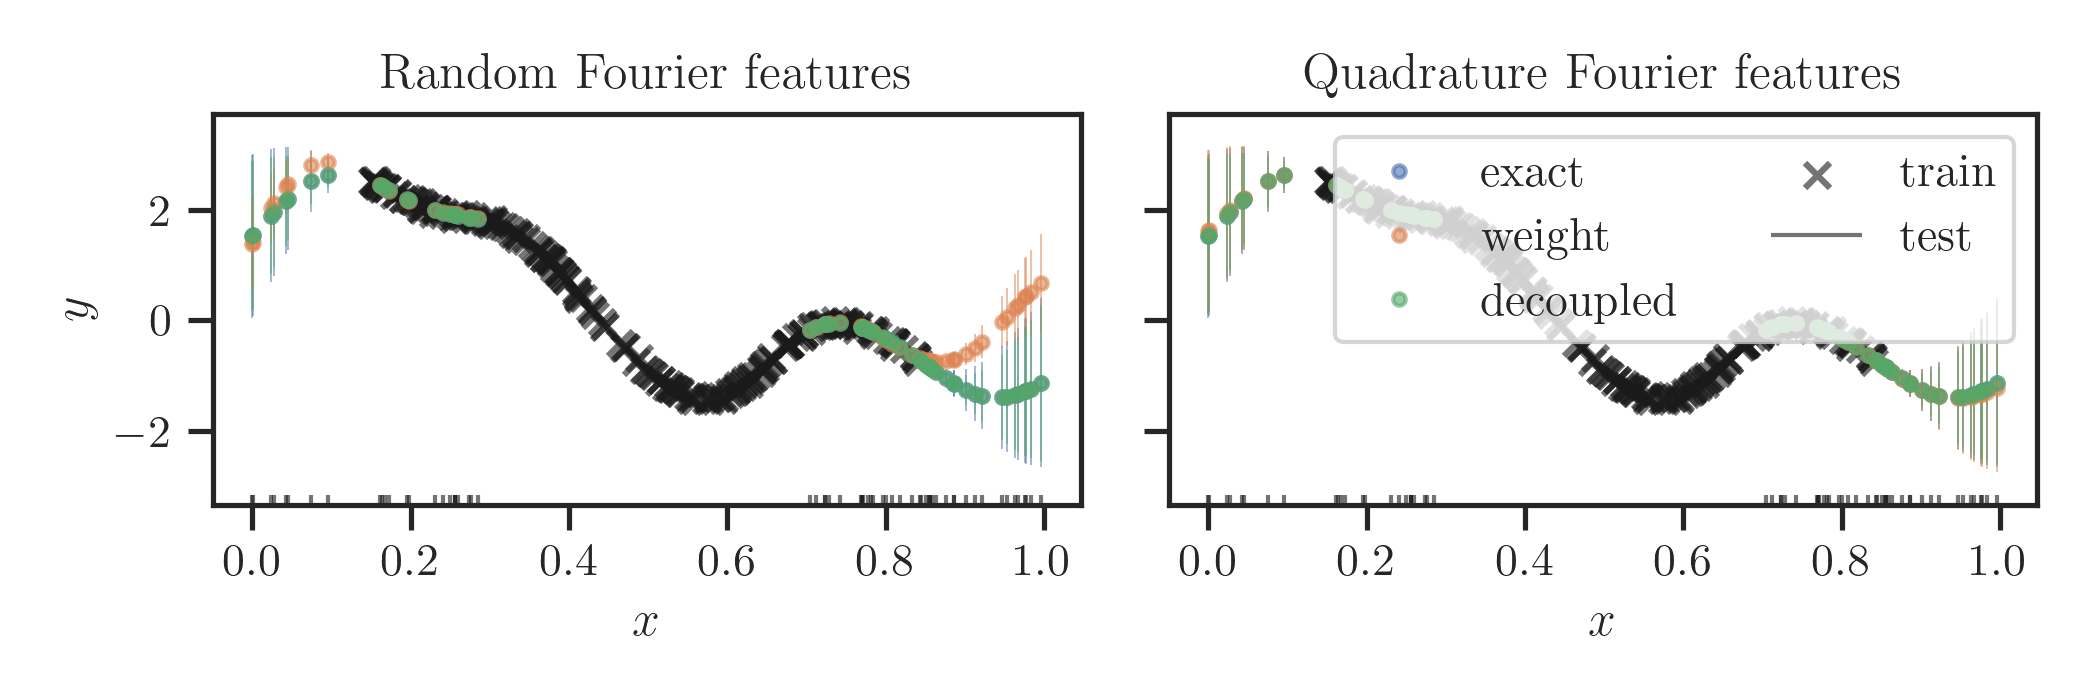 Random Fourier features
Quadrature Fourier features
y
2
0
−2
0.0 0.2 0.4 0.6 0.8 1.0
x
exact
weight
decoupled
train
test
0.0 0.2 0.4 0.6 0.8 1.0
x